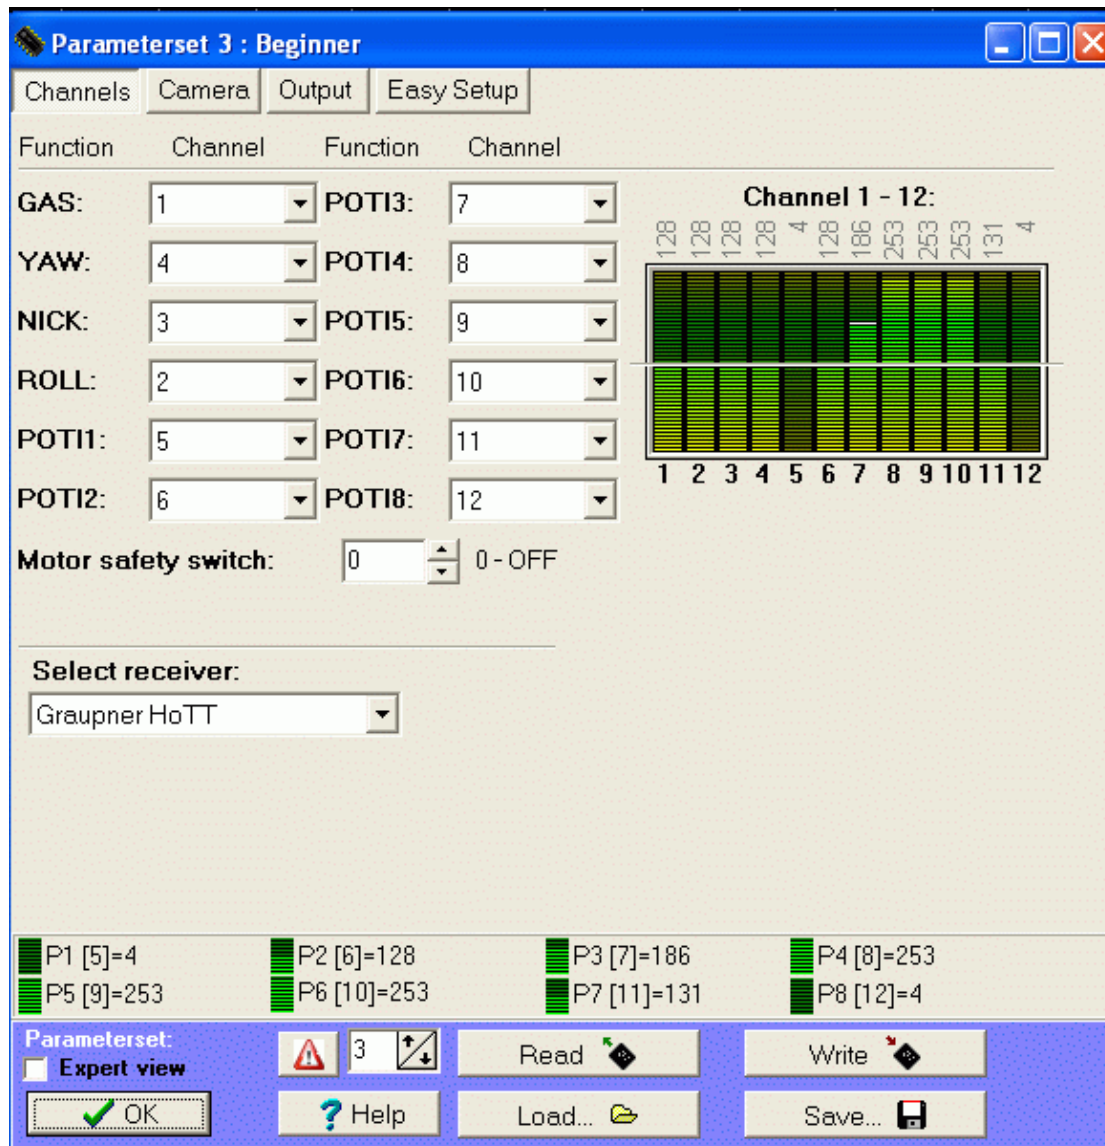 Parameterset 3 : Beginner
Channels Camera Output Easy Setup
Function Channel Function Channel
GAS: 1 POTI3: 7
YAW: 4 POTI4: 8
NICK: 3 POTI5: 9
ROLL: 2 POTI6: 10
POTI1: 5 POTI7: 11
POTI2: 6 POTI8: 12
Channel 1 - 12:
128 128 128 128 4 128 186 253 253 253 131 4
1 2 3 4 5 6 7 8 9 10 11 12
Motor safety switch: 0 0 - OFF
Select receiver:
Graupner HoTT
P1 [5]=4 P2 [6]=128 P3 [7]=186 P4 [8]=253
P5 [9]=253 P6 [10]=253 P7 [11]=131 P8 [12]=4
Parameterset:
Expert view 3 Read Write
OK Help Load... Save...